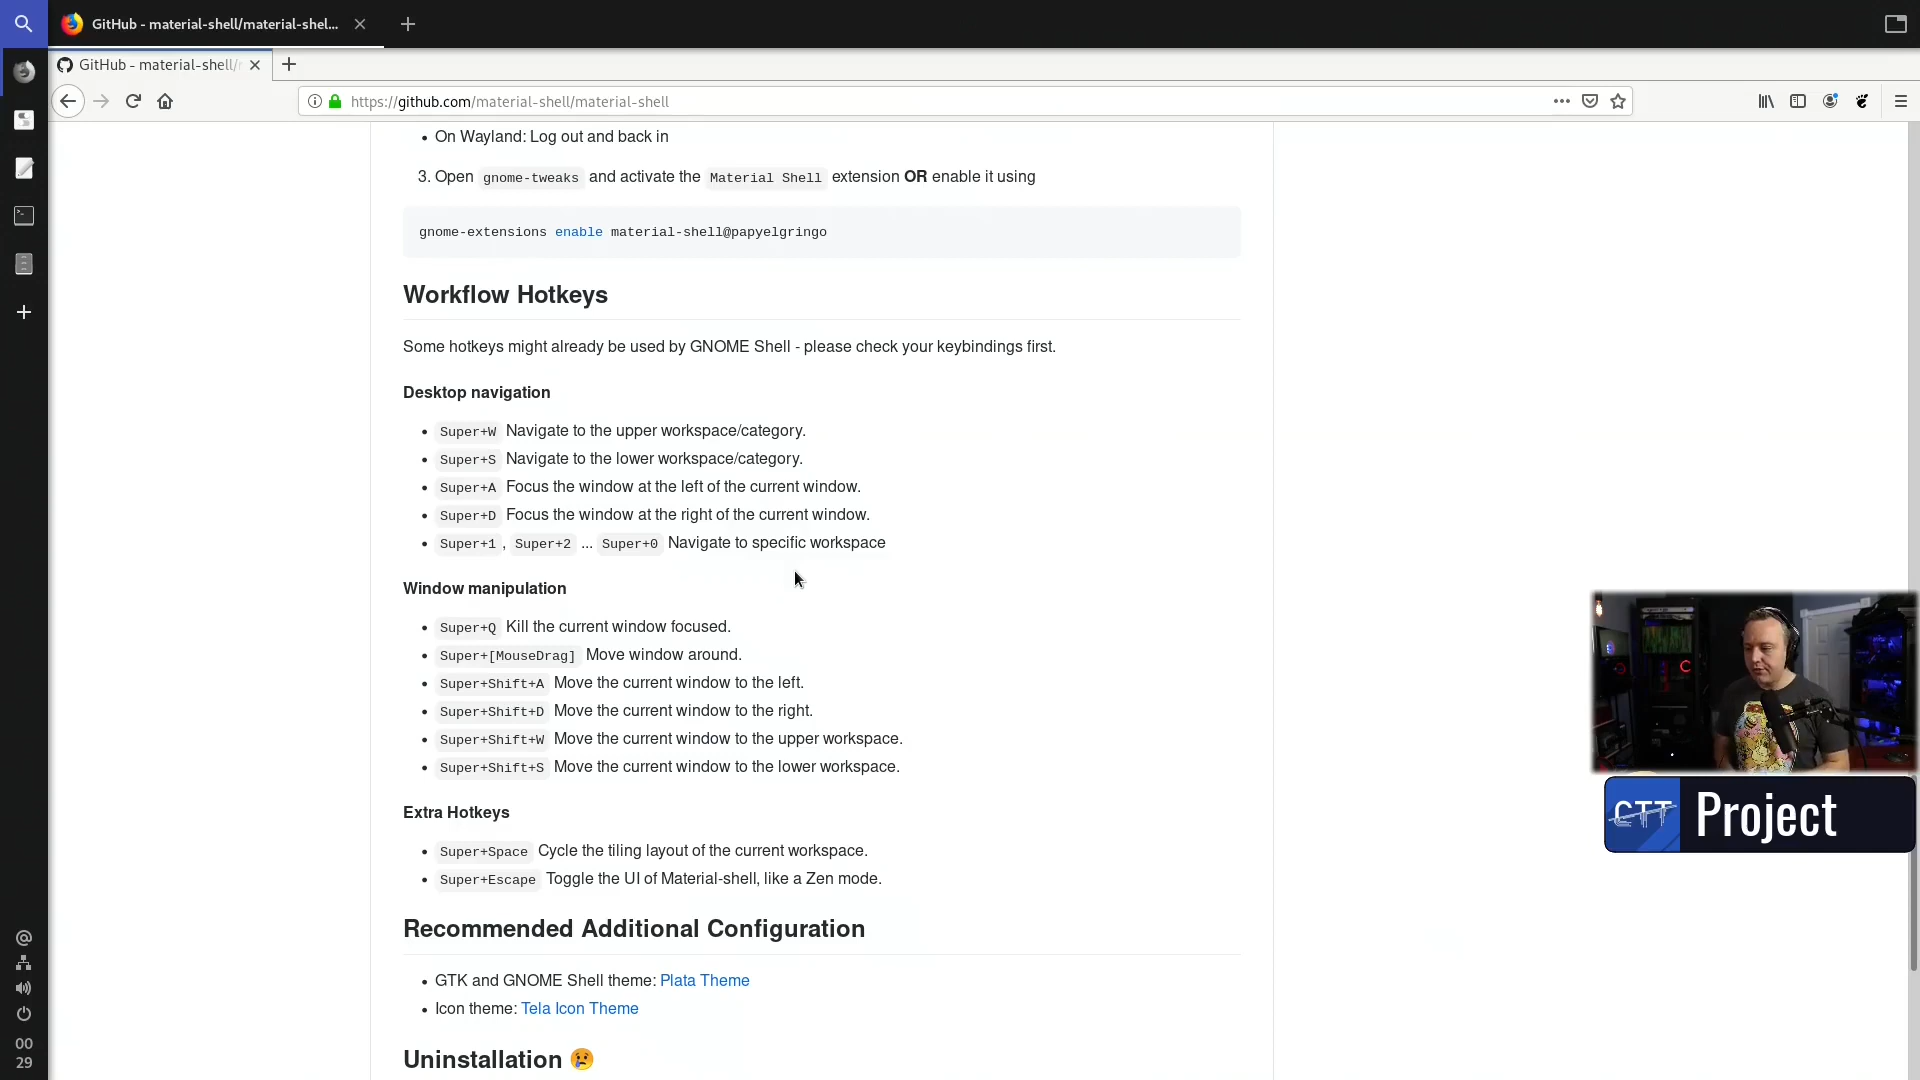 GitHub - material-shell/material-shel...
GitHub - material-shell/
https://github.com/material-shell/material-shell
• On Wayland: Log out and back in
3. Open gnome-tweaks and activate the Material Shell extension OR enable it using
gnome-extensions enable material-shell@papyelgringo
Workflow Hotkeys
Some hotkeys might already be used by GNOME Shell - please check your keybindings first.
Desktop navigation
• Super+W Navigate to the upper workspace/category.
• Super+S Navigate to the lower workspace/category.
• Super+A Focus the window at the left of the current window.
• Super+D Focus the window at the right of the current window.
• Super+1 , Super+2 ... Super+0 Navigate to specific workspace
Window manipulation
• Super+Q Kill the current window focused.
• Super+[MouseDrag] Move window around.
• Super+Shift+A Move the current window to the left.
• Super+Shift+D Move the current window to the right.
• Super+Shift+W Move the current window to the upper workspace.
• Super+Shift+S Move the current window to the lower workspace.
Extra Hotkeys
• Super+Space Cycle the tiling layout of the current workspace.
• Super+Escape Toggle the UI of Material-shell, like a Zen mode.
Recommended Additional Configuration
• GTK and GNOME Shell theme: Plata Theme
• Icon theme: Tela Icon Theme
Uninstallation 😢
CTT Project
00
29